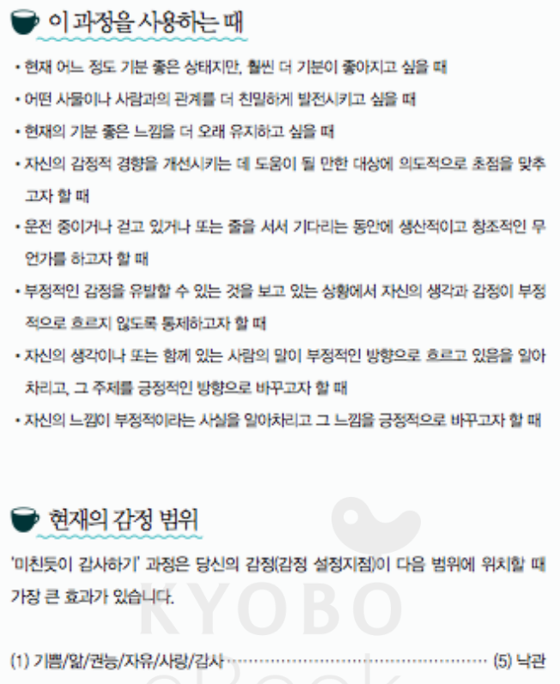 이 과정을 사용하는 때
• 현재 어느 정도 기분 좋은 상태지만, 훨씬 더 기분이 좋아지고 싶을 때
• 어떤 사물이나 사람과의 관계를 더 친밀하게 발전시키고 싶을 때
• 현재의 기분 좋은 느낌을 더 오래 유지하고 싶을 때
• 자신의 감정적 경향을 개선시키는 데 도움이 될 만한 대상에 의도적으로 초점을 맞추
고자 할 때
• 운전 중이거나 걷고 있거나 또는 줄을 서서 기다리는 동안에 생산적이고 창조적인 무
언가를 하고자 할 때
• 부정적인 감정을 유발할 수 있는 것을 보고 있는 상황에서 자신의 생각과 감정이 부정
적으로 흐르지 않도록 통제하고자 할 때
• 자신의 생각이나 또는 함께 있는 사람의 말이 부정적인 방향으로 흐르고 있음을 알아
차리고, 그 주제를 긍정적인 방향으로 바꾸고자 할 때
• 자신의 느낌이 부정적이라는 사실을 알아차리고 그 느낌을 긍정적으로 바꾸고자 할 때
현재의 감정 범위
'미친듯이 감사하기' 과정은 당신의 감정(감정 설정지점)이 다음 범위에 위치할 때
가장 큰 효과가 있습니다.
KYOBO
(1) 기쁨/앎/권능/자유/사랑/감사 ································ (5) 낙관
eBook